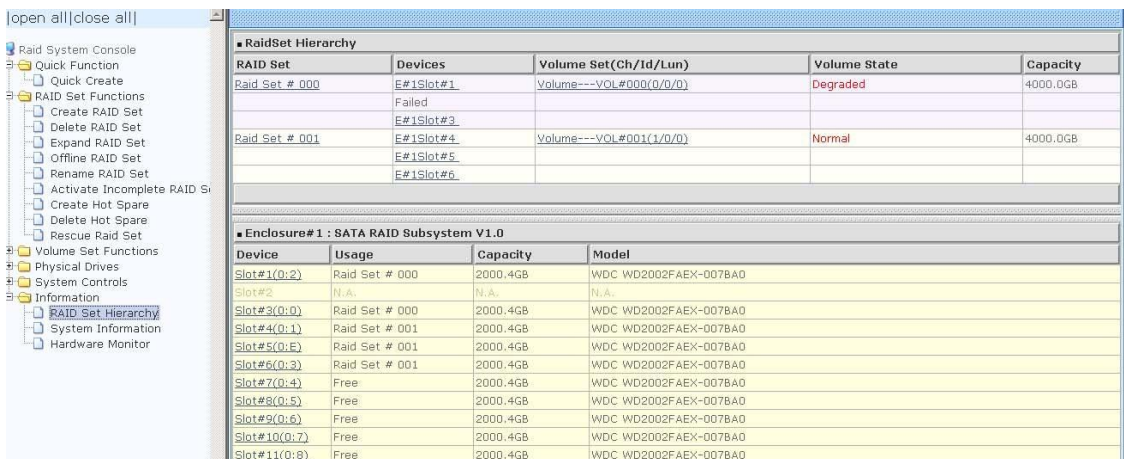 |open all|close all|
Raid System Console
Quick Function
Quick Create
RAID Set Functions
Create RAID Set
Delete RAID Set
Expand RAID Set
Offline RAID Set
Rename RAID Set
Activate Incomplete RAID S
Create Hot Spare
Delete Hot Spare
Rescue Raid Set
Volume Set Functions
Physical Drives
System Controls
Information
RAID Set Hierarchy
System Information
Hardware Monitor
RaidSet Hierarchy
RAID Set Devices Volume Set(Ch/Id/Lun) Volume State Capacity
Raid Set # 000 E#1Slot#1 Volume---VOL#000(0/0/0) Degraded 4000.0GB
Failed
E#1Slot#3
Raid Set # 001 E#1Slot#4 Volume---VOL#001(1/0/0) Normal 4000.0GB
E#1Slot#5
E#1Slot#6
Enclosure#1 : SATA RAID Subsystem V1.0
Device Usage Capacity Model
Slot#1(0:2) Raid Set # 000 2000.4GB WDC WD2002FAEX-007BA0
Slot#2 N.A. N.A. N.A.
Slot#3(0:0) Raid Set # 000 2000.4GB WDC WD2002FAEX-007BA0
Slot#4(0:1) Raid Set # 001 2000.4GB WDC WD2002FAEX-007BA0
Slot#5(0:E) Raid Set # 001 2000.4GB WDC WD2002FAEX-007BA0
Slot#6(0:3) Raid Set # 001 2000.4GB WDC WD2002FAEX-007BA0
Slot#7(0:4) Free 2000.4GB WDC WD2002FAEX-007BA0
Slot#8(0:5) Free 2000.4GB WDC WD2002FAEX-007BA0
Slot#9(0:6) Free 2000.4GB WDC WD2002FAEX-007BA0
Slot#10(0:7) Free 2000.4GB WDC WD2002FAEX-007BA0
Slot#11(0:8) Free 2000.4GB WDC WD2002FAEX-007BA0